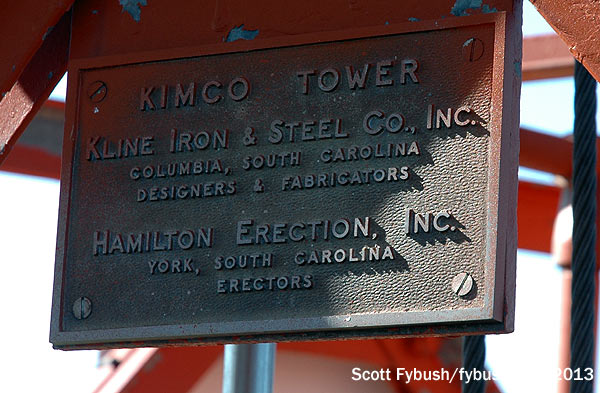 KIMCO TOWER
KLINE IRON & STEEL CO., INC.
COLUMBIA, SOUTH CAROLINA
DESIGNERS & FABRICATORS
HAMILTON ERECTION, INC.
YORK, SOUTH CAROLINA
ERECTORS
Scott Fybush/fybus 2013